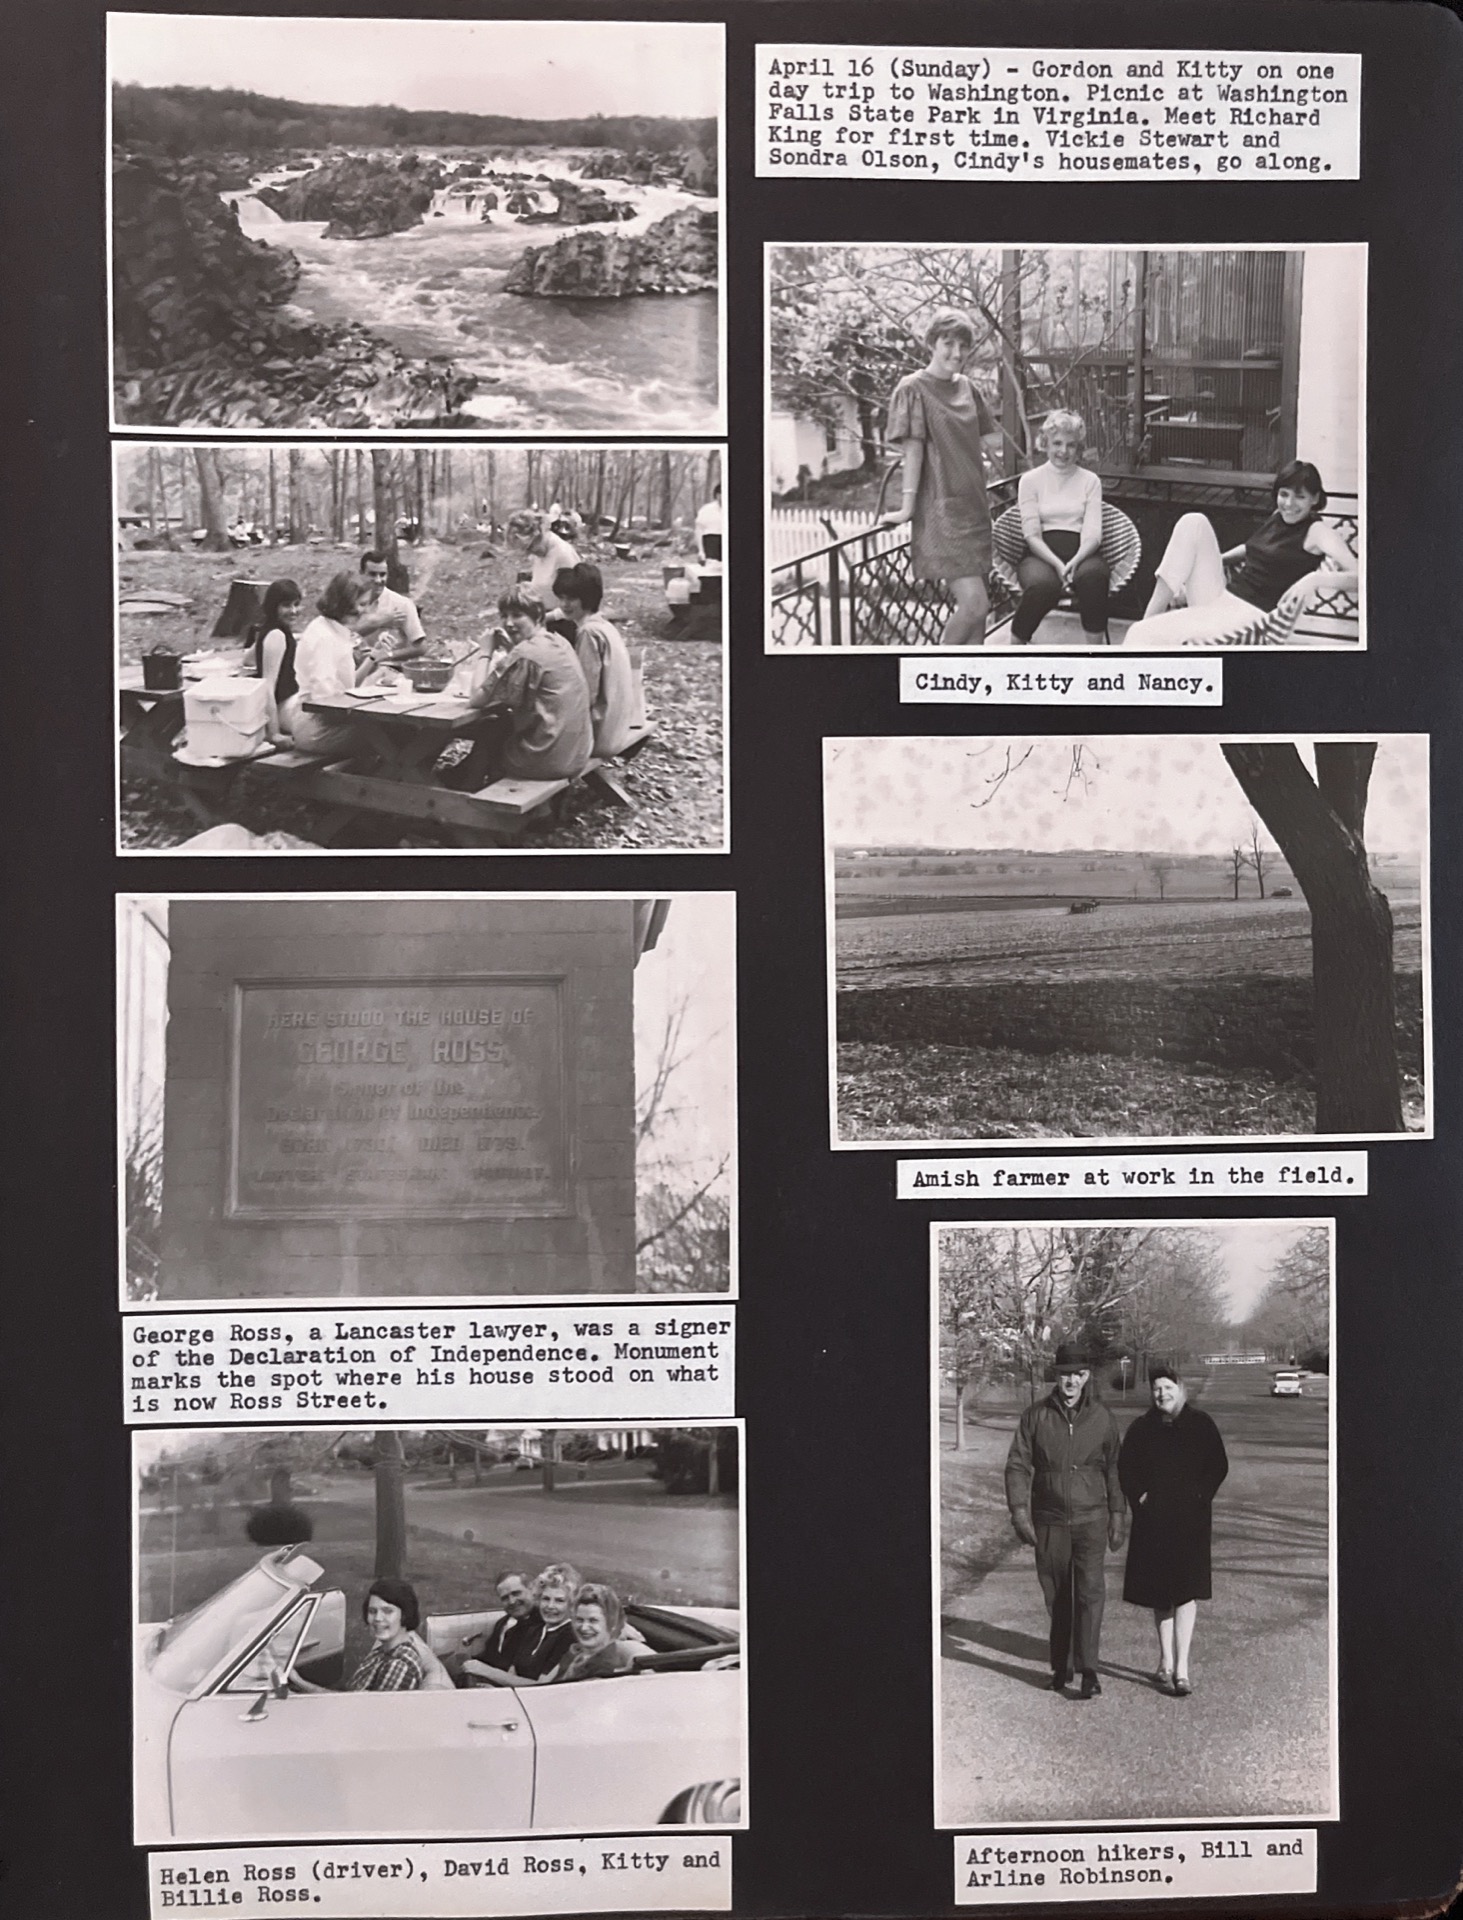 April 16 (Sunday) - Gordon and Kitty on one
day trip to Washington. Picnic at Washington
Falls State Park in Virginia. Meet Richard
King for first time. Vickie Stewart and
Sondra Olson, Cindy's housemates, go along.
Cindy, Kitty and Nancy.
HERE STOOD THE HOUSE OF
GEORGE ROSS,
Signer of the
Declaration of Independence.
BORN 1730. DIED 1779.
George Ross, a Lancaster lawyer, was a signer
of the Declaration of Independence. Monument
marks the spot where his house stood on what
is now Ross Street.
Amish farmer at work in the field.
Helen Ross (driver), David Ross, Kitty and
Billie Ross.
Afternoon hikers, Bill and
Arline Robinson.